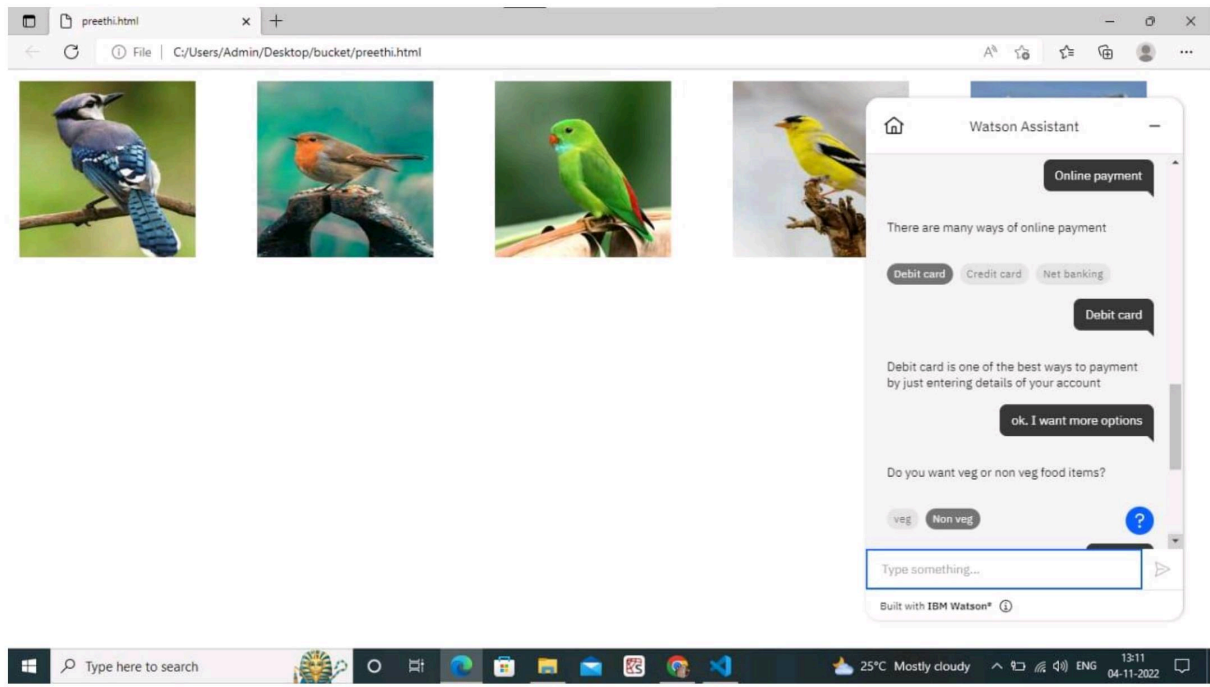 preethi.html
File
C:/Users/Admin/Desktop/bucket/preethi.html
Watson Assistant
Online payment
There are many ways of online payment
Debit card Credit card Net banking
Debit card
Debit card is one of the best ways to payment
by just entering details of your account
ok. I want more options
Do you want veg or non veg food items?
veg Non veg
?
Type something...
Built with IBM Watson®
Type here to search
25°C Mostly cloudy
ENG
13:11
04-11-2022